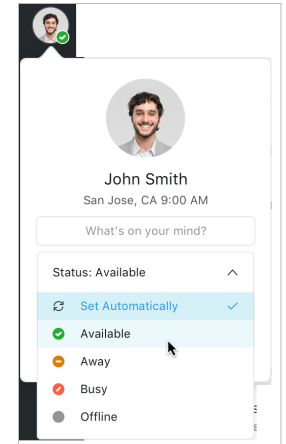 John Smith
San Jose, CA 9:00 AM
What's on your mind?
Status: Available
Set Automatically
Available
Away
Busy
Offline